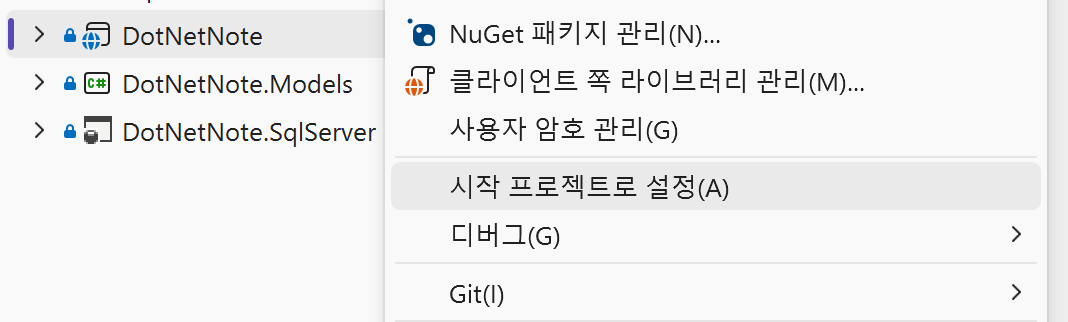 DotNetNote
DotNetNote.Models
DotNetNote.SqlServer
NuGet 패키지 관리(N)...
클라이언트 쪽 라이브러리 관리(M)...
사용자 암호 관리(G)
시작 프로젝트로 설정(A)
디버그(G)
Git(I)